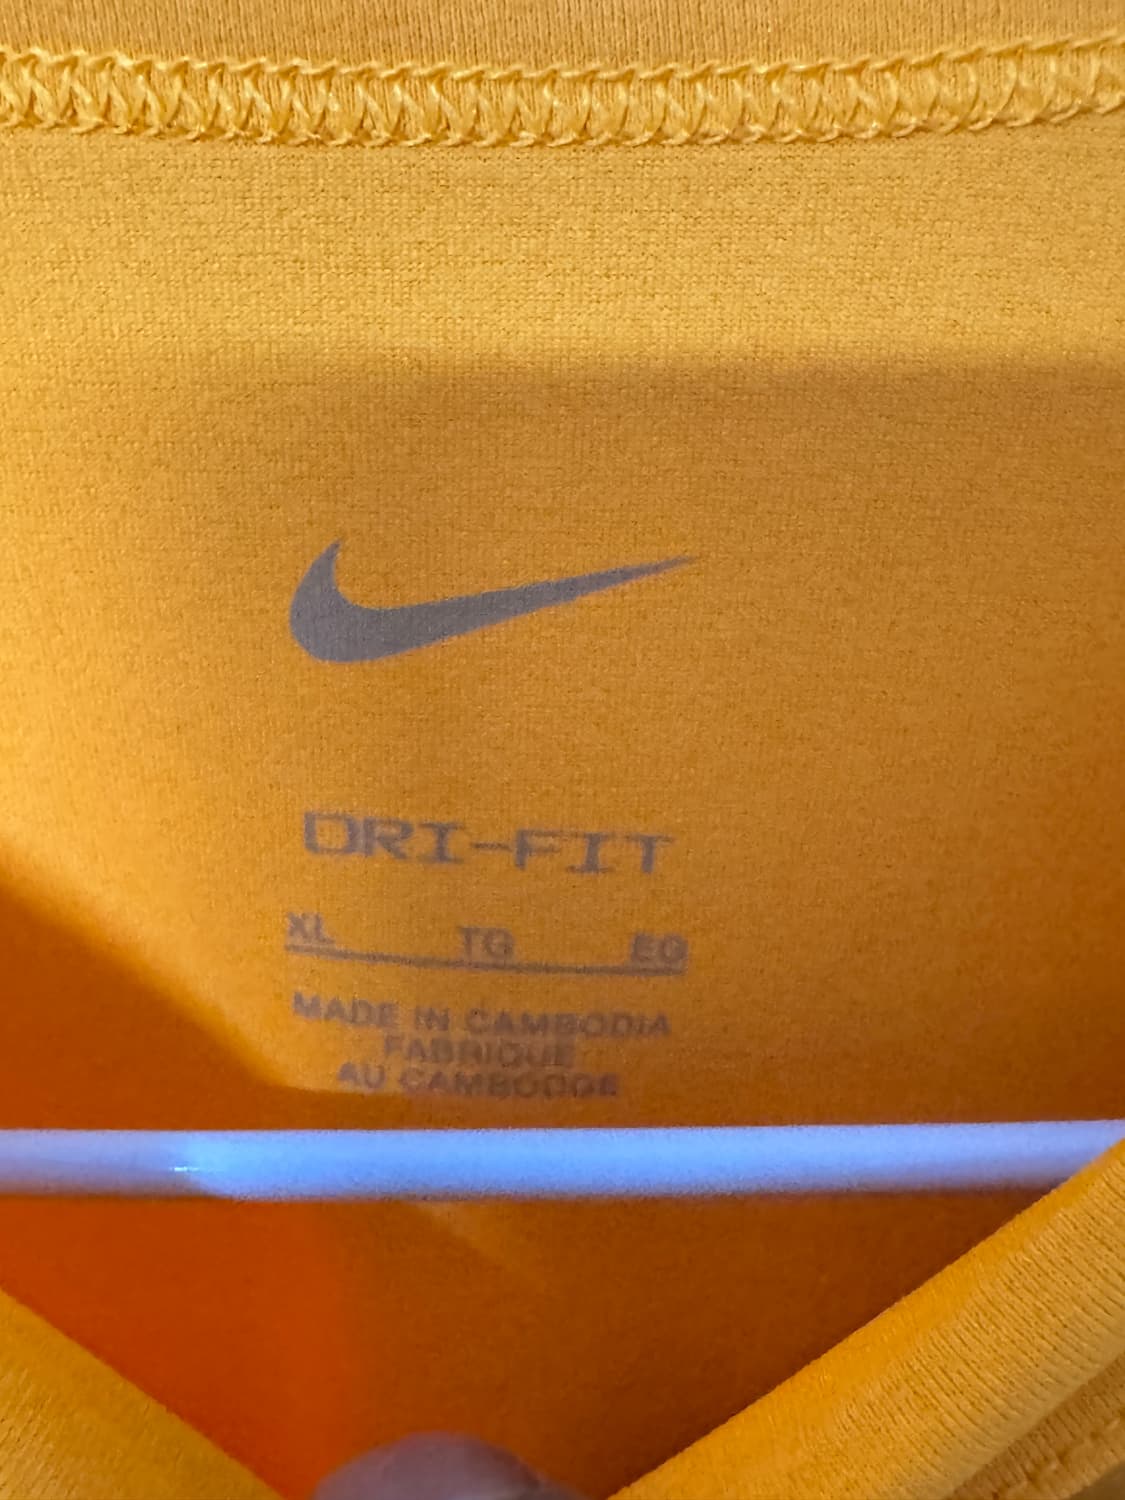 DRI-FIT
XL TG EG
MADE IN CAMBODIA
FABRIQUE
AU CAMBODGE